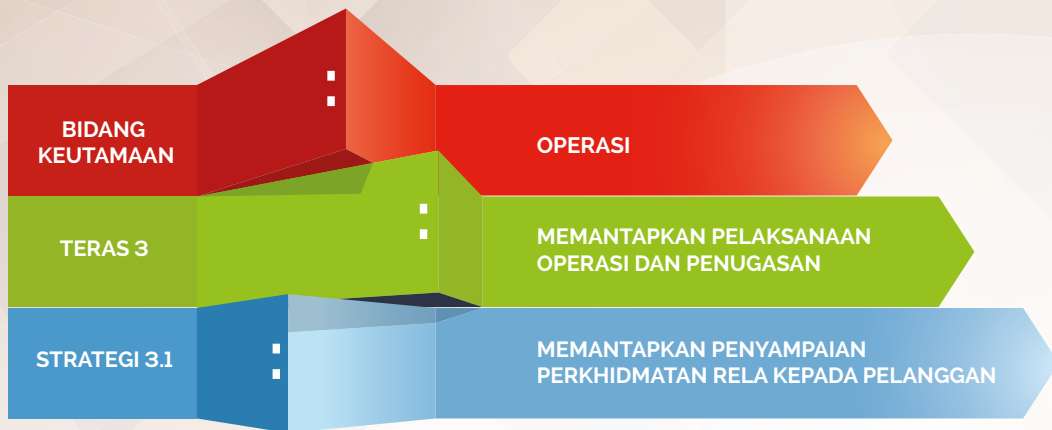 BIDANG
KEUTAMAAN
:
OPERASI
TERAS 3
:
MEMANTAPKAN PELAKSANAAN
OPERASI DAN PENUGASAN
STRATEGI 3.1
:
MEMANTAPKAN PENYAMPAIAN
PERKHIDMATAN RELA KEPADA PELANGGAN